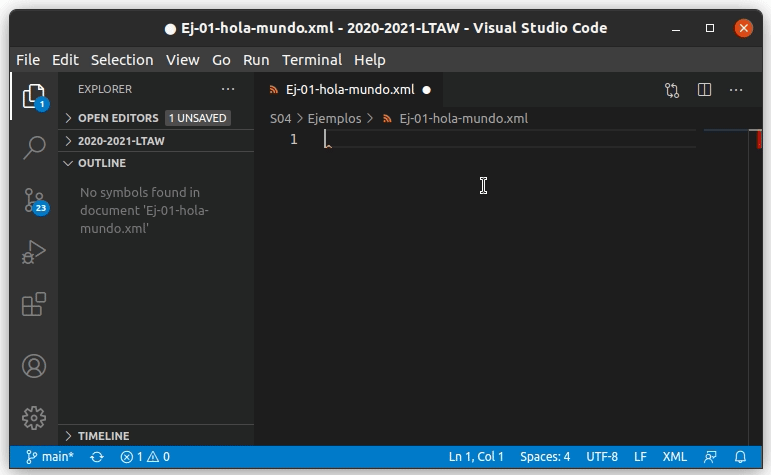 ● Ej-01-hola-mundo.xml - 2020-2021-LTAW - Visual Studio Code
File Edit Selection View Go Run Terminal Help
EXPLORER ···
Ej-01-hola-mundo.xml ●
OPEN EDITORS 1 UNSAVED
S04 > Ejemplos > Ej-01-hola-mundo.xml
1
2020-2021-LTAW
OUTLINE
No symbols found in
document 'Ej-01-hola-
mundo.xml'
1
23
TIMELINE
main* 1 0 Ln 1, Col 1 Spaces: 4 UTF-8 LF XML